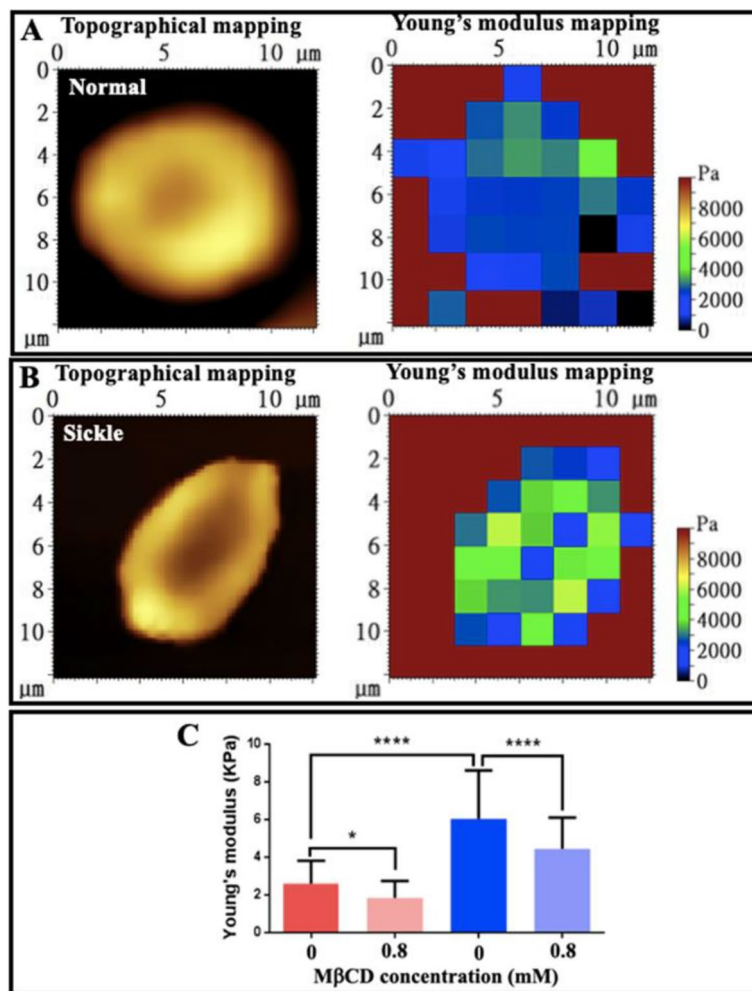 A Topographical mapping Young's modulus mapping
0 5 10 µm 0 5 10 µm
Normal
0 0
2 2
4 4
6 6
8 8
10 10
µm µm
Pa
8000
6000
4000
2000
0
B Topographical mapping Young's modulus mapping
0 5 10 µm 5 10 µm
Sickle
0 0
2 2
4 4
6 6
8 8
10 10
µm µm
Pa
8000
6000
4000
2000
0
C
Young's modulus (KPa)
10
8
6
4
2
0
**** ****
*
0 0.8 0 0.8
MβCD concentration (mM)